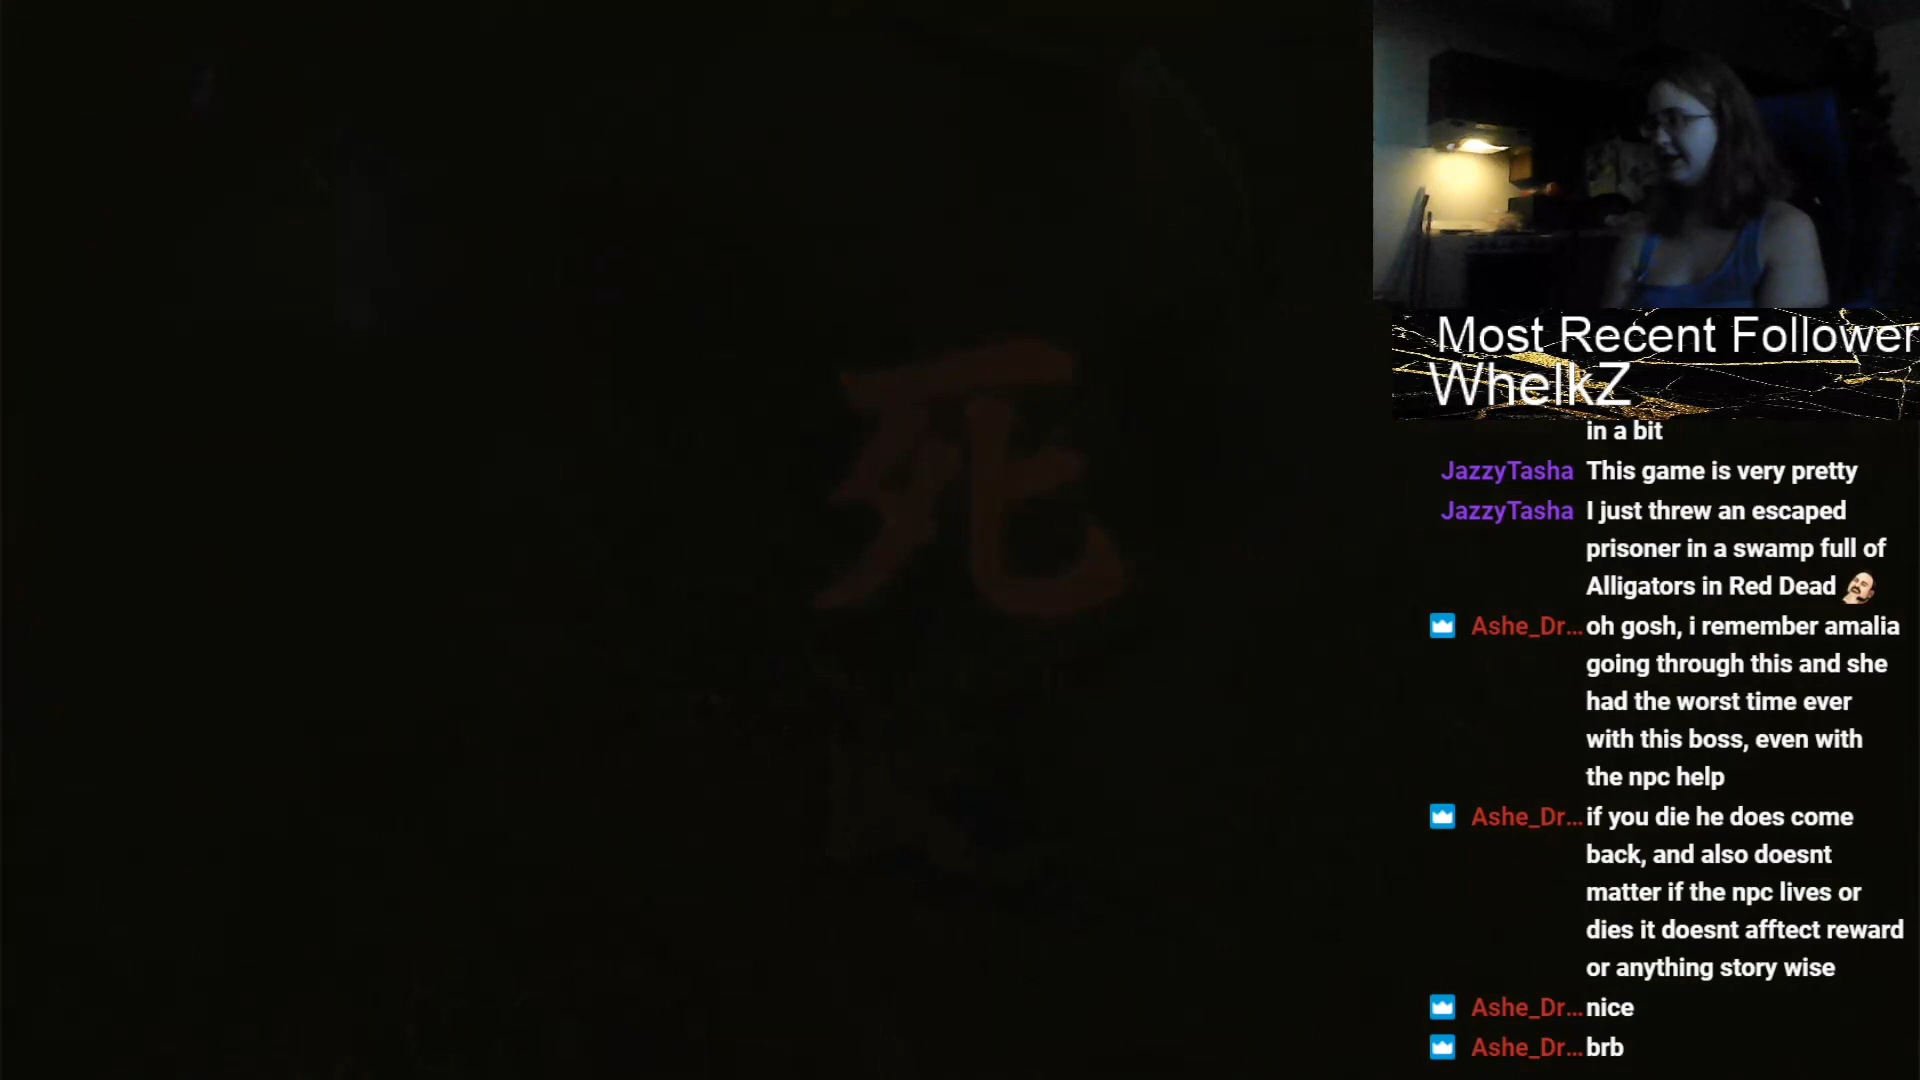 死
Most Recent Follower
WhelkZ
in a bit
JazzyTasha This game is very pretty
JazzyTasha I just threw an escaped
prisoner in a swamp full of
Alligators in Red Dead
Ashe_Dr... oh gosh, i remember amalia
going through this and she
had the worst time ever
with this boss, even with
the npc help
Ashe_Dr... if you die he does come
back, and also doesnt
matter if the npc lives or
dies it doesnt afftect reward
or anything story wise
Ashe_Dr... nice
Ashe_Dr... brb